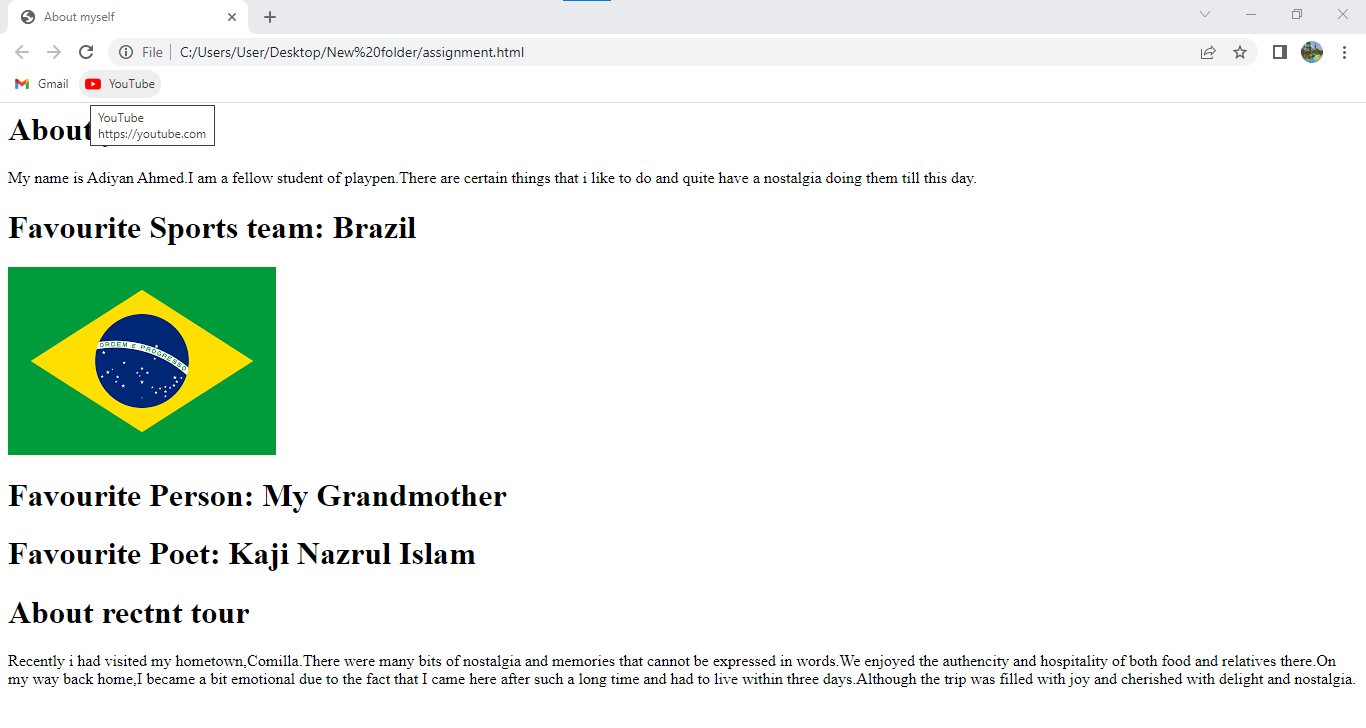 About myself
File
C:/Users/User/Desktop/New%20folder/assignment.html
Gmail
YouTube
YouTube
https://youtube.com
About
My name is Adiyan Ahmed.I am a fellow student of playpen.There are certain things that i like to do and quite have a nostalgia doing them till this day.
Favourite Sports team: Brazil
ORDEM E PROGRESSO
Favourite Person: My Grandmother
Favourite Poet: Kaji Nazrul Islam
About rectnt tour
Recently i had visited my hometown,Comilla.There were many bits of nostalgia and memories that cannot be expressed in words.We enjoyed the authencity and hospitality of both food and relatives there.On
my way back home,I became a bit emotional due to the fact that I came here after such a long time and had to live within three days.Although the trip was filled with joy and cherished with delight and nostalgia.